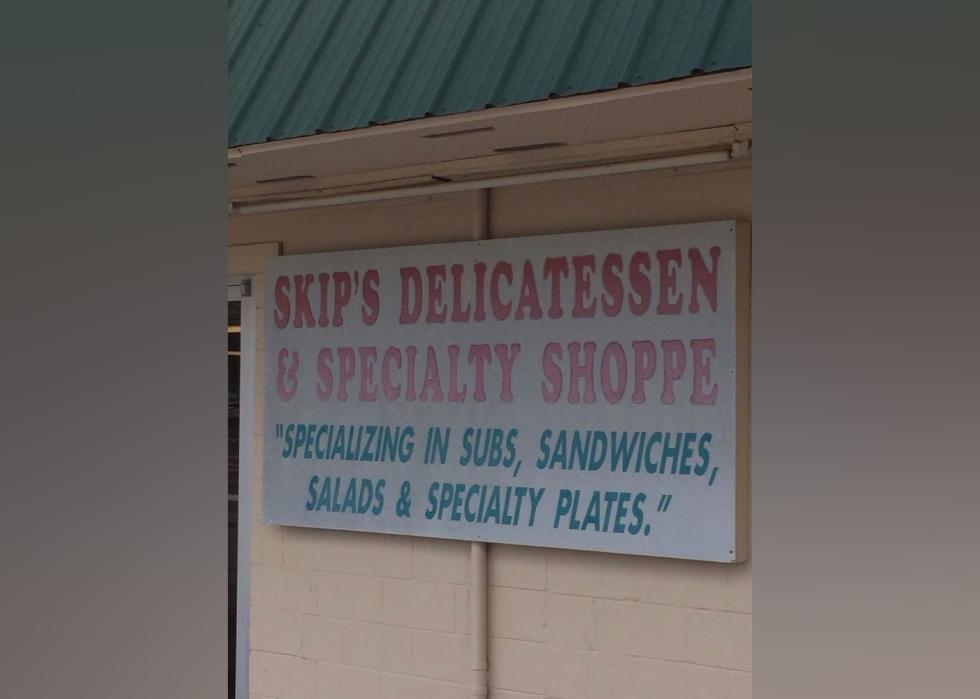 SKIP'S DELICATESSEN
& SPECIALTY SHOPPE
"SPECIALIZING IN SUBS, SANDWICHES,
SALADS & SPECIALTY PLATES."